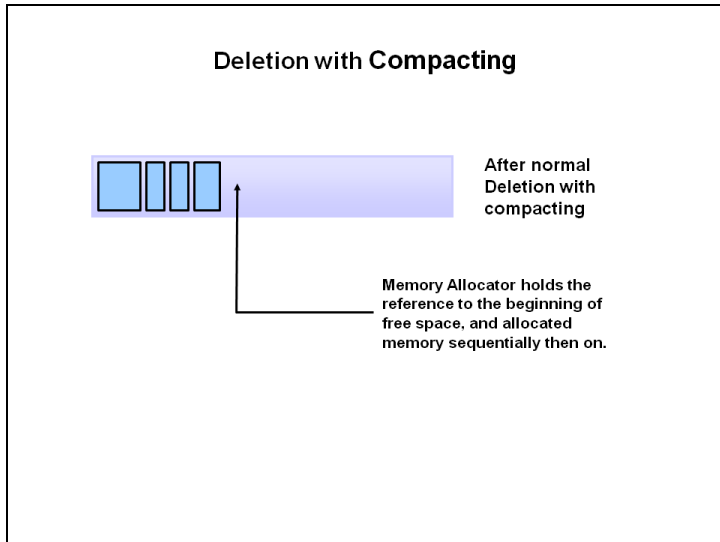 Deletion with Compacting
After normal
Deletion with
compacting
Memory Allocator holds the
reference to the beginning of
free space, and allocated
memory sequentially then on.